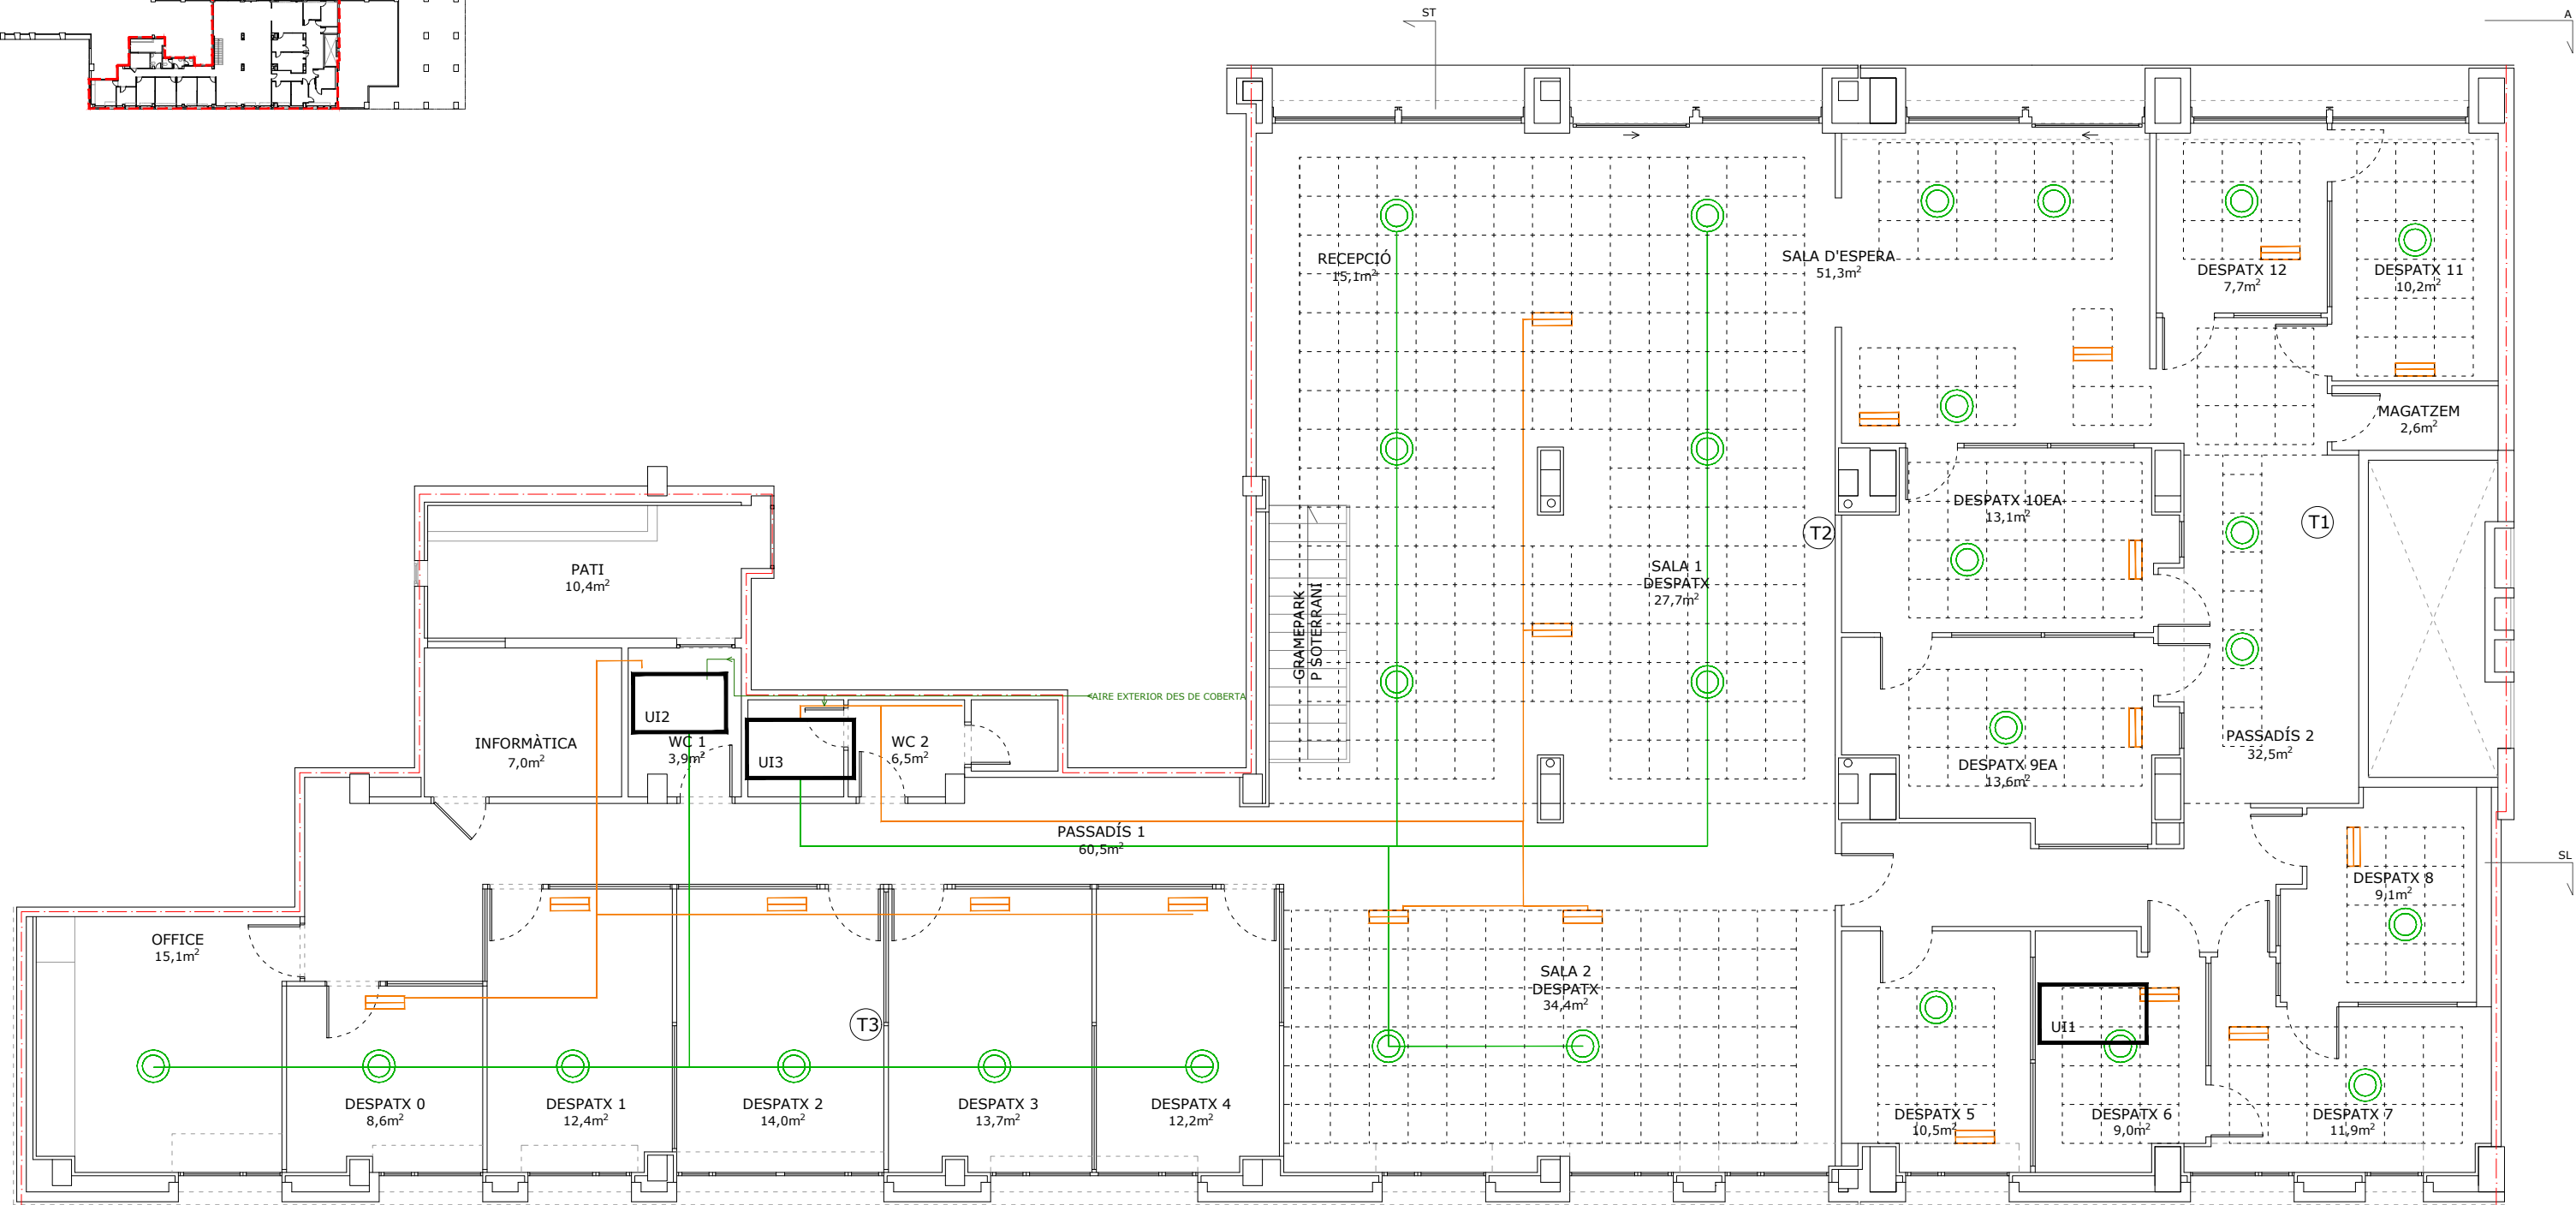 ST
A
RECEPCIÓ
15,1m²
SALA D'ESPERA
51,3m²
DESPATX 12
7,7m²
DESPATX 11
10,2m²
MAGATZEM
2,6m²
DESPATX 10EA
13,1m²
T2
T1
PATI
10,4m²
GRAMEPARK
P SOTERRANI
SALA 1
DESPATX
27,7m²
AIRE EXTERIOR DES DE COBERTA
UI2
INFORMÀTICA
7,0m²
WC 1
3,9m²
UI3
WC 2
6,5m²
PASSADÍS 2
32,5m²
DESPATX 9EA
13,6m²
PASSADÍS 1
60,5m²
SL
DESPATX 8
9,1m²
OFFICE
15,1m²
SALA 2
DESPATX
34,4m²
T3
UI1
DESPATX 0
8,6m²
DESPATX 1
12,4m²
DESPATX 2
14,0m²
DESPATX 3
13,7m²
DESPATX 4
12,2m²
DESPATX 5
10,5m²
DESPATX 6
9,0m²
DESPATX 7
11,9m²